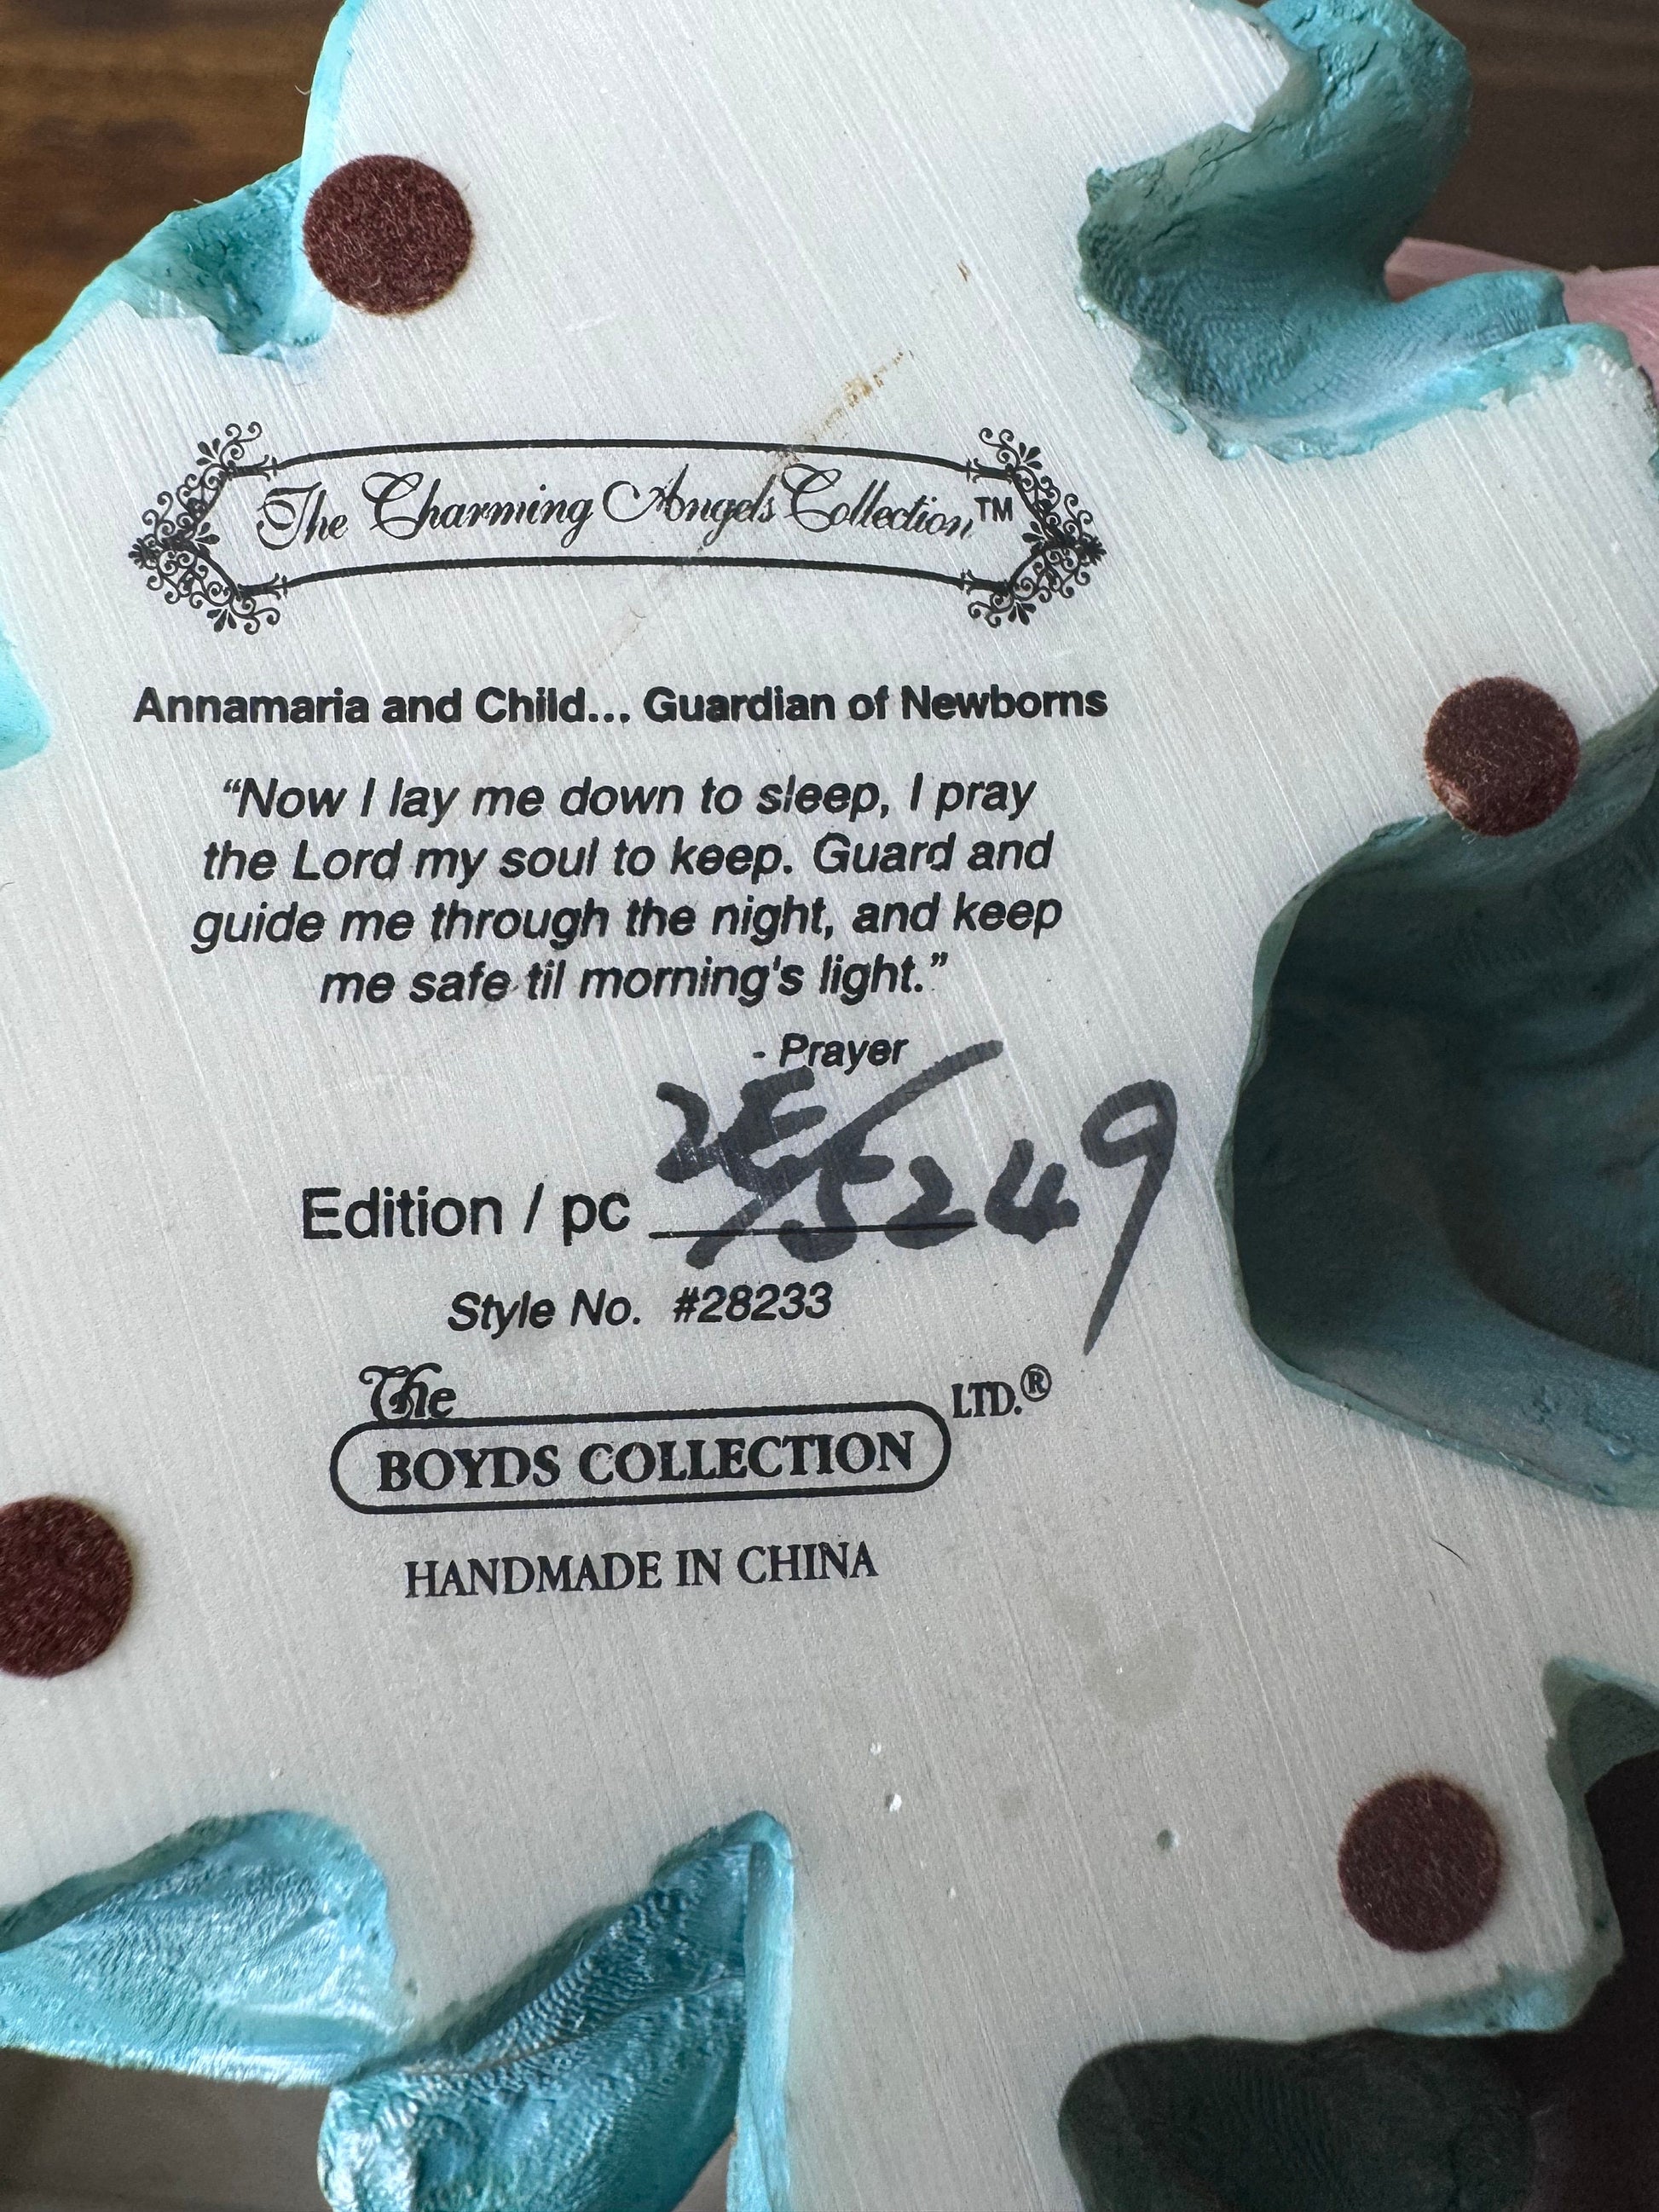 The Charming Angels Collection™
Annamaria and Child... Guardian of Newborns
“Now I lay me down to sleep, I pray
the Lord my soul to keep. Guard and
guide me through the night, and keep
me safe til morning's light.”
- Prayer
Edition / pc 2E/5249
Style No. #28233
The
BOYDS COLLECTION LTD.®
HANDMADE IN CHINA